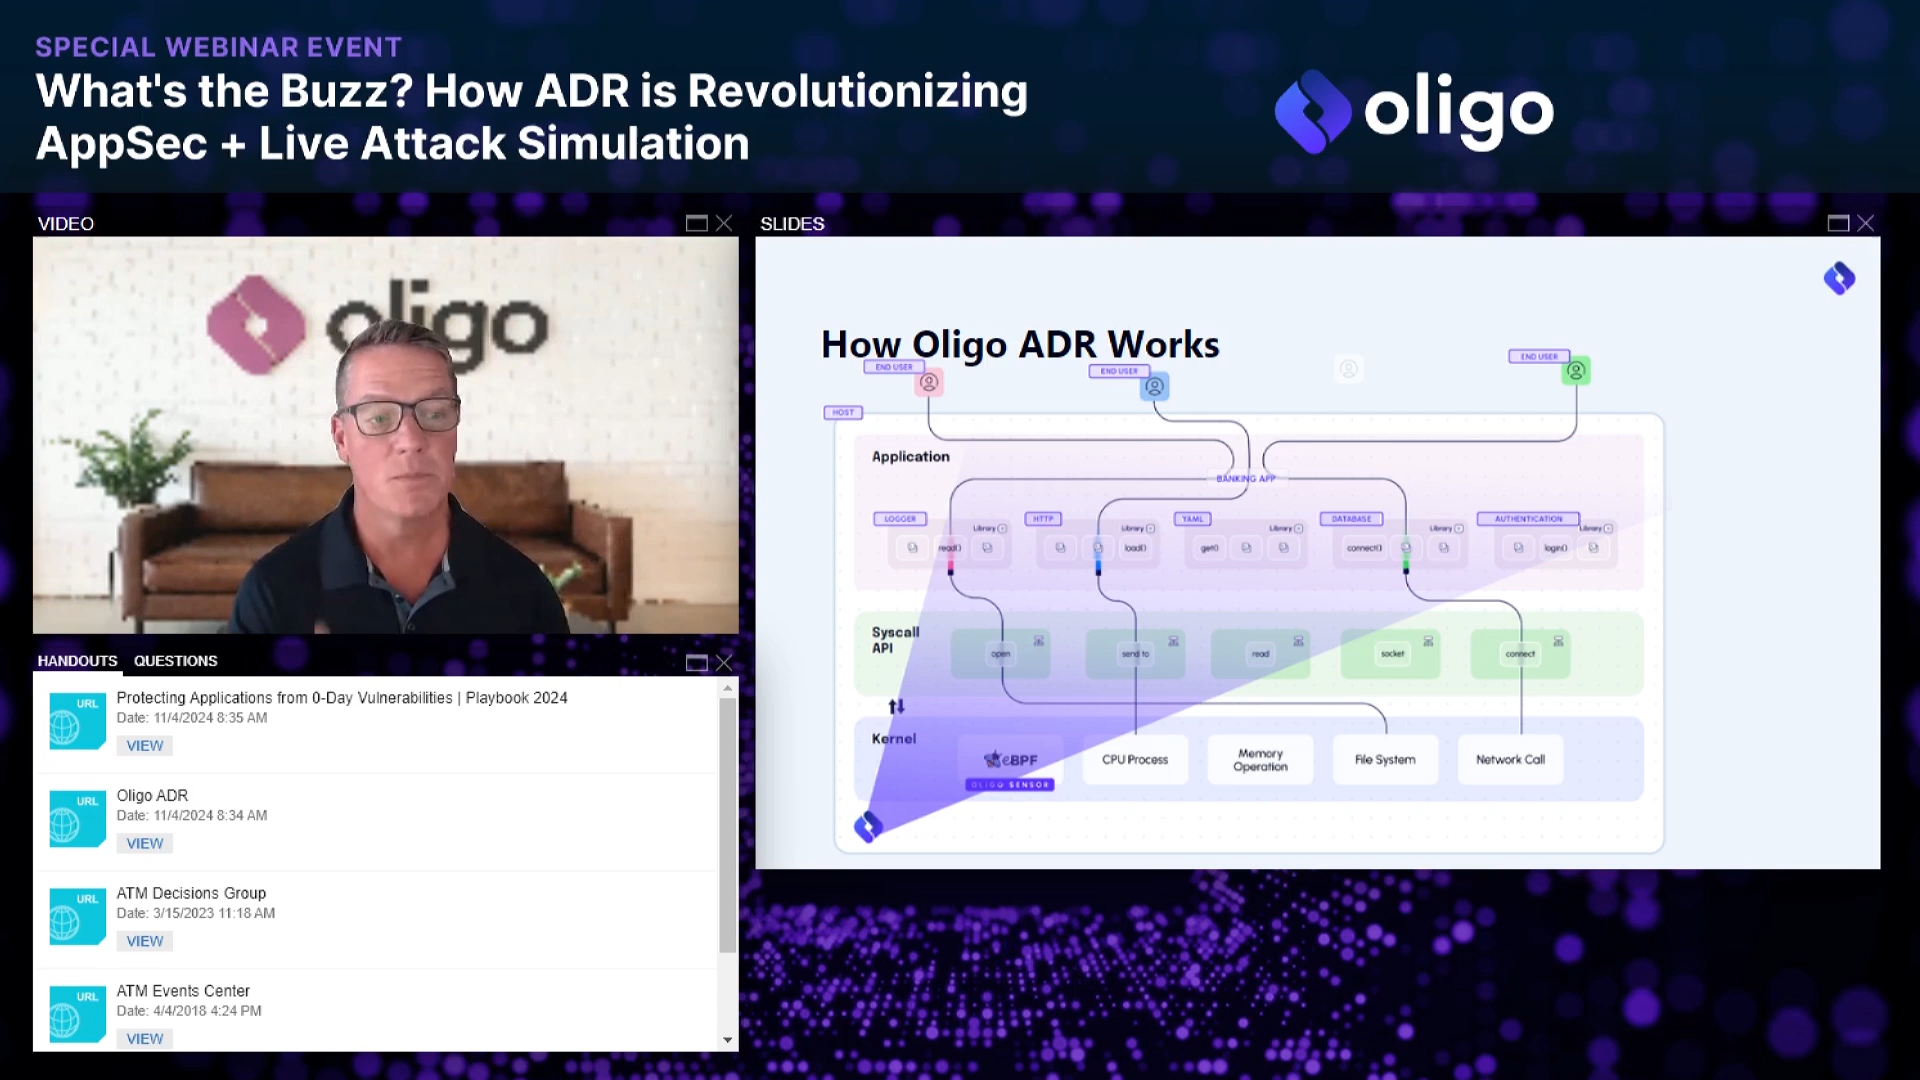 SPECIAL WEBINAR EVENT
What's the Buzz? How ADR is Revolutionizing
AppSec + Live Attack Simulation
oligo
VIDEO
oligo
SLIDES
How Oligo ADR Works
END USER
END USER
END USER
HOST
Application
BANKING APP
LOGGER
HTTP
YAML
DATABASE
AUTHENTICATION
Library
Library
Library
Library
Library
read()
load()
get()
connect()
login()
Syscall
API
open
send to
read
socket
connect
Kernel
eBPF
OLIGO SENSOR
CPU Process
Memory
Operation
File System
Network Call
HANDOUTS QUESTIONS
URL
Protecting Applications from 0-Day Vulnerabilities | Playbook 2024
Date: 11/4/2024 8:35 AM
VIEW
URL
Oligo ADR
Date: 11/4/2024 8:34 AM
VIEW
URL
ATM Decisions Group
Date: 3/15/2023 11:18 AM
VIEW
URL
ATM Events Center
Date: 4/4/2018 4:24 PM
VIEW